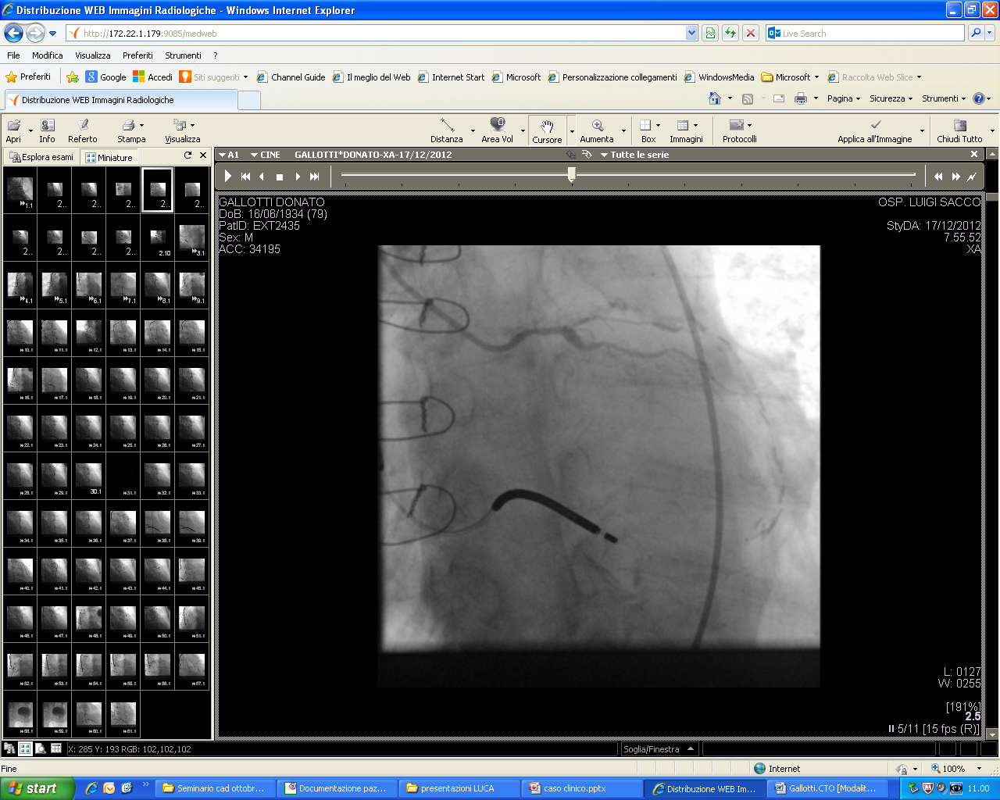 Distribuzione WEB Immagini Radiologiche - Windows Internet Explorer
http://172.22.1.179:9085/medweb
Live Search
File Modifica Visualizza Preferiti Strumenti ?
Preferiti Google Accedi Siti suggeriti Channel Guide Il meglio del Web Internet Start Microsoft Personalizzazione collegamenti WindowsMedia Microsoft Raccolta Web Slice
Distribuzione WEB Immagini Radiologiche
Pagina Sicurezza Strumenti
Apri Info Referto Stampa Visualizza Distanza Area Vol Cursore Aumenta Box Immagini Protocolli Applica all'Immagine Chiudi Tutto
Esplora esami Miniature
A1 CINE GALLOTTI*DONATO-XA-17/12/2012 Tutte le serie
GALLOTTI DONATO
DoB: 16/06/1934 (79)
PatID: EXT2435
Sex: M
ACC: 34195
OSP. LUIGI SACCO
StyDA: 17/12/2012
7.55.52
XA
1.1 2.. 2.. 2.. 2.. 2..
2.. 2.. 2.. 2.. 2.10 3.1
4.1 5.1 6.1 7.1 8.1 9.1
10.1 11.1 12.1 13.1 14.1 15.1
16.1 17.1 18.1 19.1 20.1 21.1
22.1 23.1 24.1 25.1 26.1 27.1
28.1 29.1 30.1 31.1 32.1 33.1
34.1 35.1 36.1 37.1 38.1 39.1
40.1 41.1 42.1 43.1 44.1 45.1
46.1 47.1 48.1 49.1 50.1 51.1
52.1 53.1 54.1 55.1 56.1 57.1
58.1 59.1 60.1 61.1
L: 0127
W: 0255
[191%]
2.5
5/11 [15 fps (R)]
X: 285 Y: 193 RGB: 102,102,102
Soglia/Finestra
Fine
Internet
100%
start
Seminario cad ottobr...
Documentazione paz...
presentazioni LUCA
caso clinico.pptx
Distribuzione WEB Im...
Gallotti.CTO [Modalit...
11.00